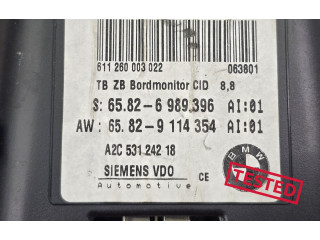 611 260 003 022 063801
TB ZB Bordmonitor CID 8,8
S: 65.82-6 989.396 AI:01
AW: 65.82-9 114 354 AI:01
A2C 531 242 18
SIEMENS VDO CE
Automotive
BMW
TESTED